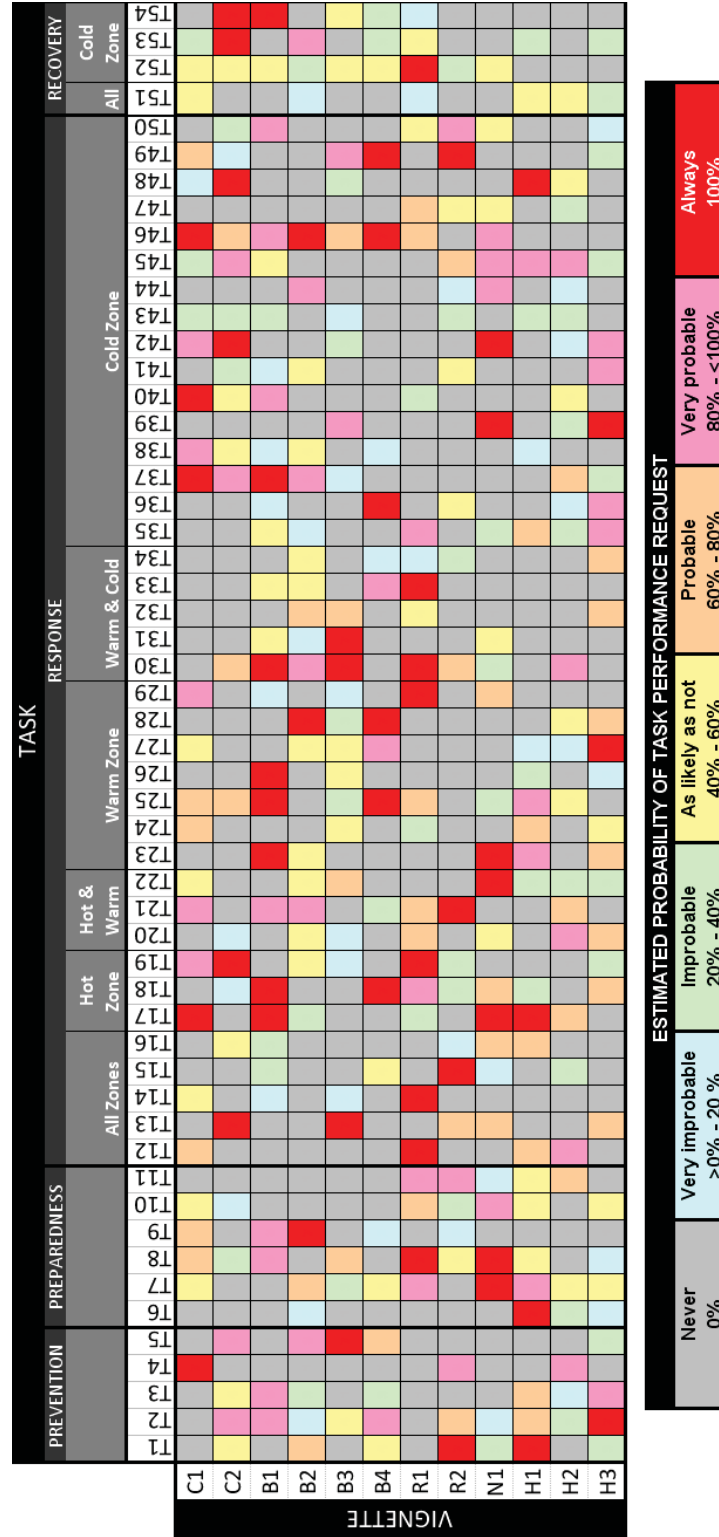 TASK
PREVENTION PREPAREDNESS RESPONSE RECOVERY
All Zones Hot Zone Hot & Warm Warm Zone Warm & Cold Cold Zone All Cold Zone
T1 T2 T3 T4 T5 T6 T7 T8 T9 T10 T11 T12 T13 T14 T15 T16 T17 T18 T19 T20 T21 T22 T23 T24 T25 T26 T27 T28 T29 T30 T31 T32 T33 T34 T35 T36 T37 T38 T39 T40 T41 T42 T43 T44 T45 T46 T47 T48 T49 T50 T51 T52 T53 T54
VIGNETTE
C1
C2
B1
B2
B3
B4
R1
R2
N1
H1
H2
H3
ESTIMATED PROBABILITY OF TASK PERFORMANCE REQUEST
Never Very improbable Improbable As likely as not Probable Very probable Always
0% >0% - 20 % 20% - 40% 40% - 60% 60% - 80% 80% - <100% 100%